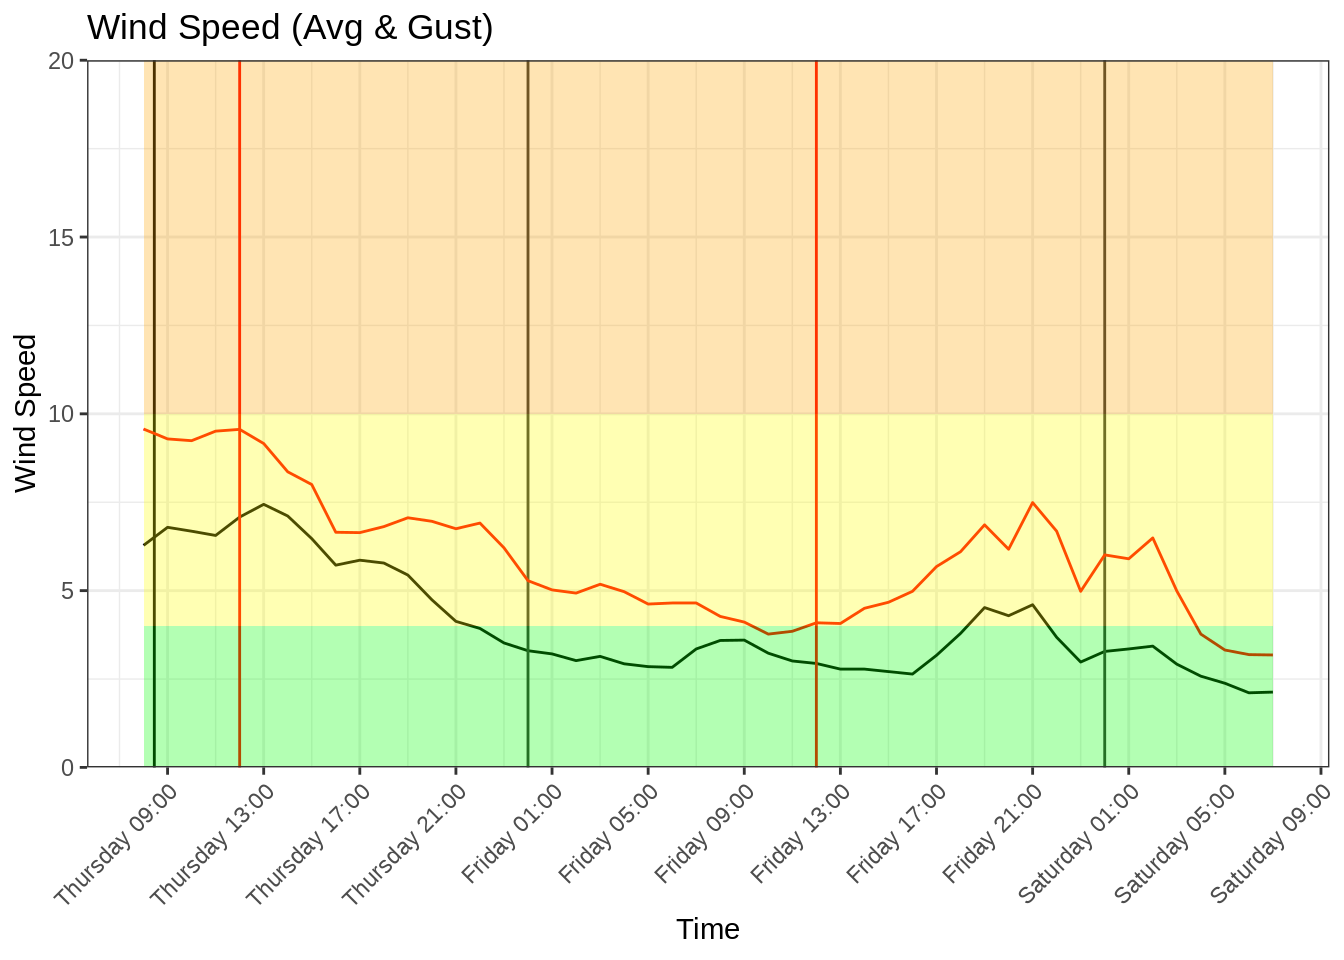 Wind Speed (Avg & Gust)
20
15
10
5
0
Wind Speed
Thursday 09:00
Thursday 13:00
Thursday 17:00
Thursday 21:00
Friday 01:00
Friday 05:00
Friday 09:00
Friday 13:00
Friday 17:00
Friday 21:00
Saturday 01:00
Saturday 05:00
Saturday 09:00
Time